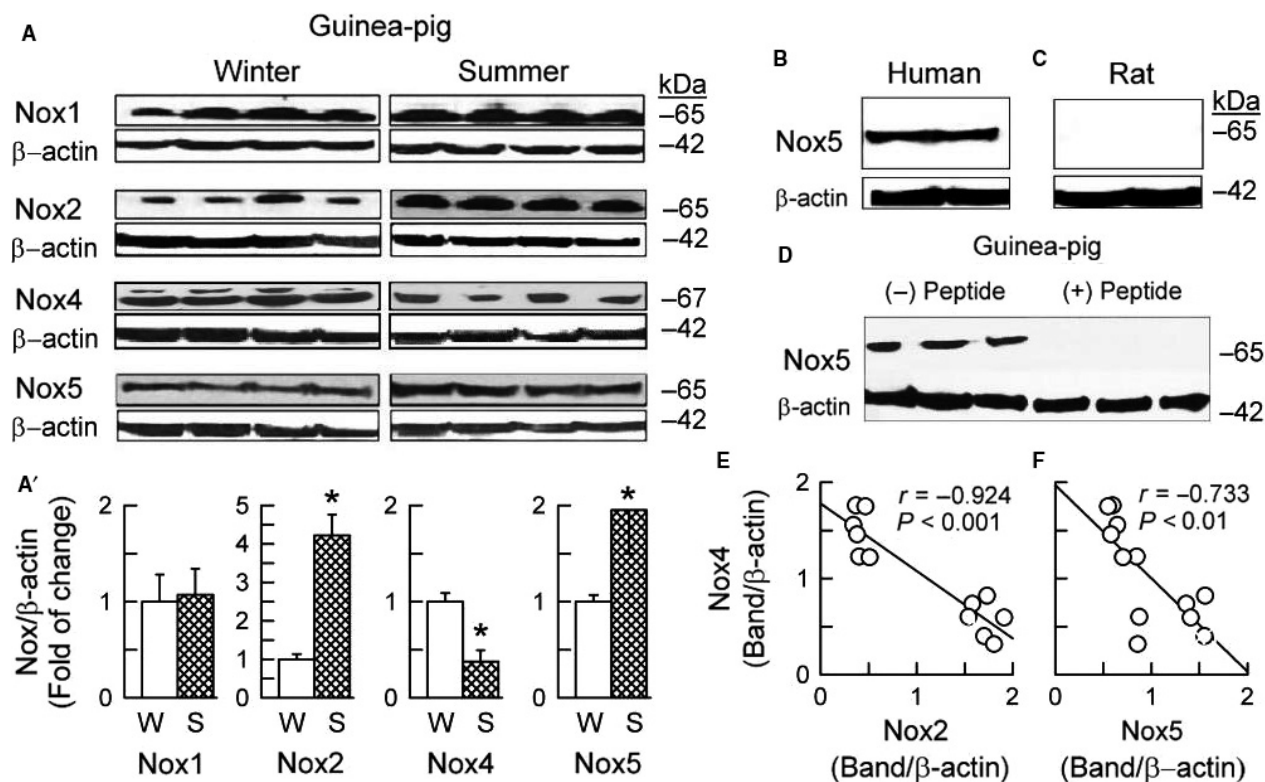 A
Guinea-pig
Winter Summer
kDa
Nox1 –65
β–actin –42
Nox2 –65
β–actin –42
Nox4 –67
β–actin –42
Nox5 –65
β–actin –42
B C
Human Rat
kDa
Nox5 –65
β-actin –42
D
Guinea-pig
(–) Peptide (+) Peptide
Nox5 –65
β-actin –42
A′
Nox/β-actin
(Fold of change)
2 5 2 2
4
3
1 2 1 1
1
0 0 0 0
W S W S W S W S
* * *
Nox1 Nox2 Nox4 Nox5
E F
Nox4
(Band/β-actin)
r = –0.924 r = –0.733
P < 0.001 P < 0.01
2
1
0
0 1 2 0 1 2
Nox2 Nox5
(Band/β-actin) (Band/β–actin)